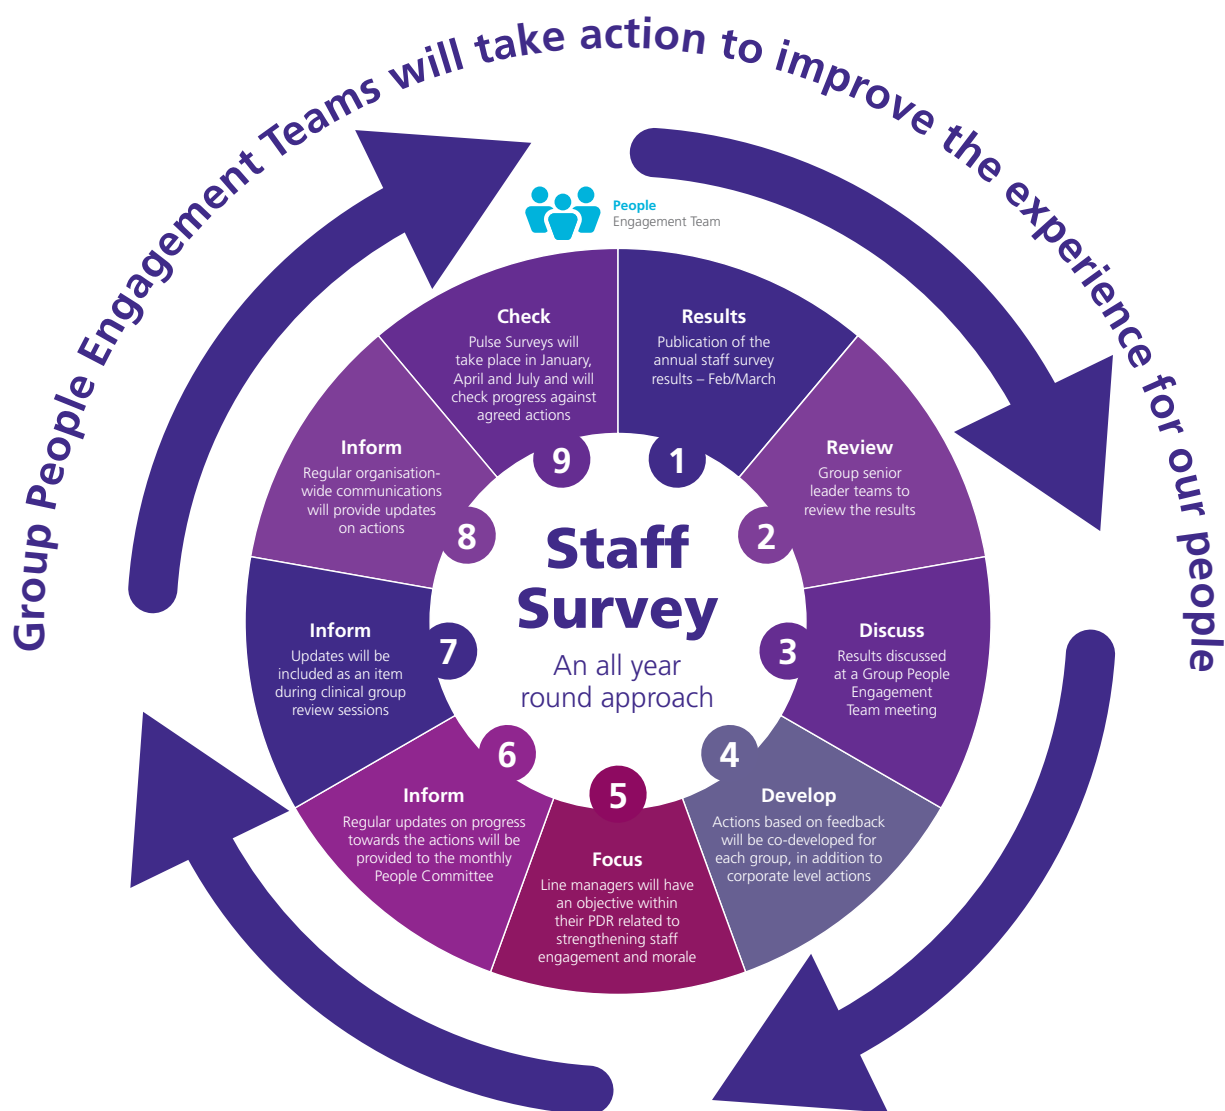 Group People Engagement Teams will take action to improve the experience for our people
People
Engagement Team
Staff
Survey
An all year
round approach
1
Results
Publication of the
annual staff survey
results – Feb/March
2
Review
Group senior
leader teams to
review the results
3
Discuss
Results discussed
at a Group People
Engagement
Team meeting
4
Develop
Actions based on feedback
will be co-developed for
each group, in addition to
corporate level actions
5
Focus
Line managers will have
an objective within
their PDR related to
strengthening staff
engagement and morale
6
Inform
Regular updates on progress
towards the actions will be
provided to the monthly
People Committee
7
Inform
Updates will be
included as an item
during clinical group
review sessions
8
Inform
Regular organisation-
wide communications
will provide updates
on actions
9
Check
Pulse Surveys will
take place in January,
April and July and will
check progress against
agreed actions